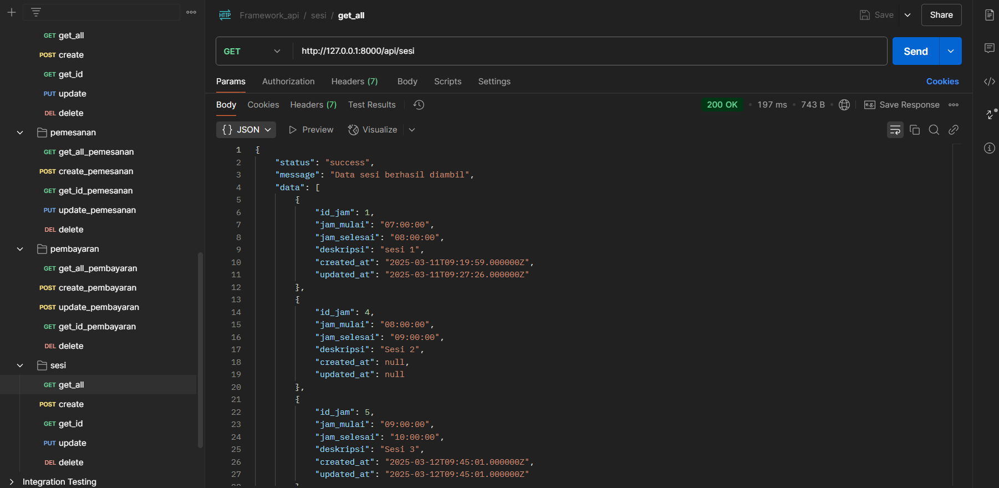 GET get_all
POST create
GET get_id
PUT update
DEL delete
pemesanan
GET get_all_pemesanan
POST create_pemesanan
GET get_id_pemesanan
PUT update_pemesanan
DEL delete
pembayaran
GET get_all_pembayaran
POST create_pembayaran
POST update_pembayaran
GET get_id_pembayaran
DEL delete
sesi
GET get_all
POST create
GET get_id
PUT update
DEL delete
Integration Testing
HTTP Framework_api / sesi / get_all
Save
Share
GET http://127.0.0.1:8000/api/sesi
Send
Params Authorization Headers (7) Body Scripts Settings Cookies
Body Cookies Headers (7) Test Results 200 OK • 197 ms • 743 B • e.g. Save Response
{} JSON Preview Visualize
1 {
2 "status": "success",
3 "message": "Data sesi berhasil diambil",
4 "data": [
5 {
6 "id_jam": 1,
7 "jam_mulai": "07:00:00",
8 "jam_selesai": "08:00:00",
9 "deskripsi": "sesi 1",
10 "created_at": "2025-03-11T09:19:59.000000Z",
11 "updated_at": "2025-03-11T09:27:26.000000Z"
12 },
13 {
14 "id_jam": 4,
15 "jam_mulai": "08:00:00",
16 "jam_selesai": "09:00:00",
17 "deskripsi": "Sesi 2",
18 "created_at": null,
19 "updated_at": null
20 },
21 {
22 "id_jam": 5,
23 "jam_mulai": "09:00:00",
24 "jam_selesai": "10:00:00",
25 "deskripsi": "Sesi 3",
26 "created_at": "2025-03-12T09:45:01.000000Z",
27 "updated_at": "2025-03-12T09:45:01.000000Z"